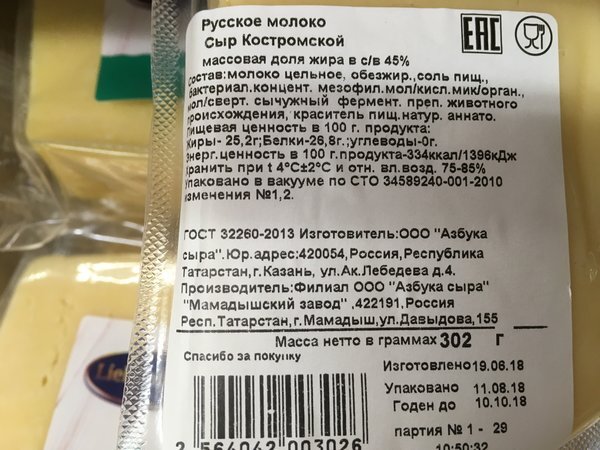 Русское молоко
Сыр Костромской
массовая доля жира в с/в 45%
Состав:молоко цельное, обезжир.,соль пищ.,
бактериал.концент. мезофил.мол/кисл.мик/орган.,
мол/сверт. сычужный фермент. преп. животного
происхождения, краситель пищ.натур. аннато.
Пищевая ценность в 100 г. продукта:
Жиры- 25,2г;Белки-26,8г.;углеводы-0г.
Энерг.ценность в 100 г.продукта-334ккал/1396кДж
хранить при t 4°С±2°С и отн. вл.возд. 75-85%
Упаковано в вакууме по СТО 34589240-001-2010
изменения №1,2.
ГОСТ 32260-2013 Изготовитель:ООО "Азбука
сыра".Юр.адрес:420054,Россия,Республика
Татарстан,г.Казань, ул.Ак.Лебедева д.4.
Производитель:Филиал ООО "Азбука сыра"
"Мамадышский завод" ,422191,Россия
Респ.Татарстан,г.Мамадыш,ул.Давыдова,155
Масса нетто в граммах 302 г
Спасибо за покупку
Изготовлено 19.06.18
Упаковано 11.08.18
Годен до 10.10.18
партия № 1 - 29
10:50:32
2 564042 003026
ЕАС